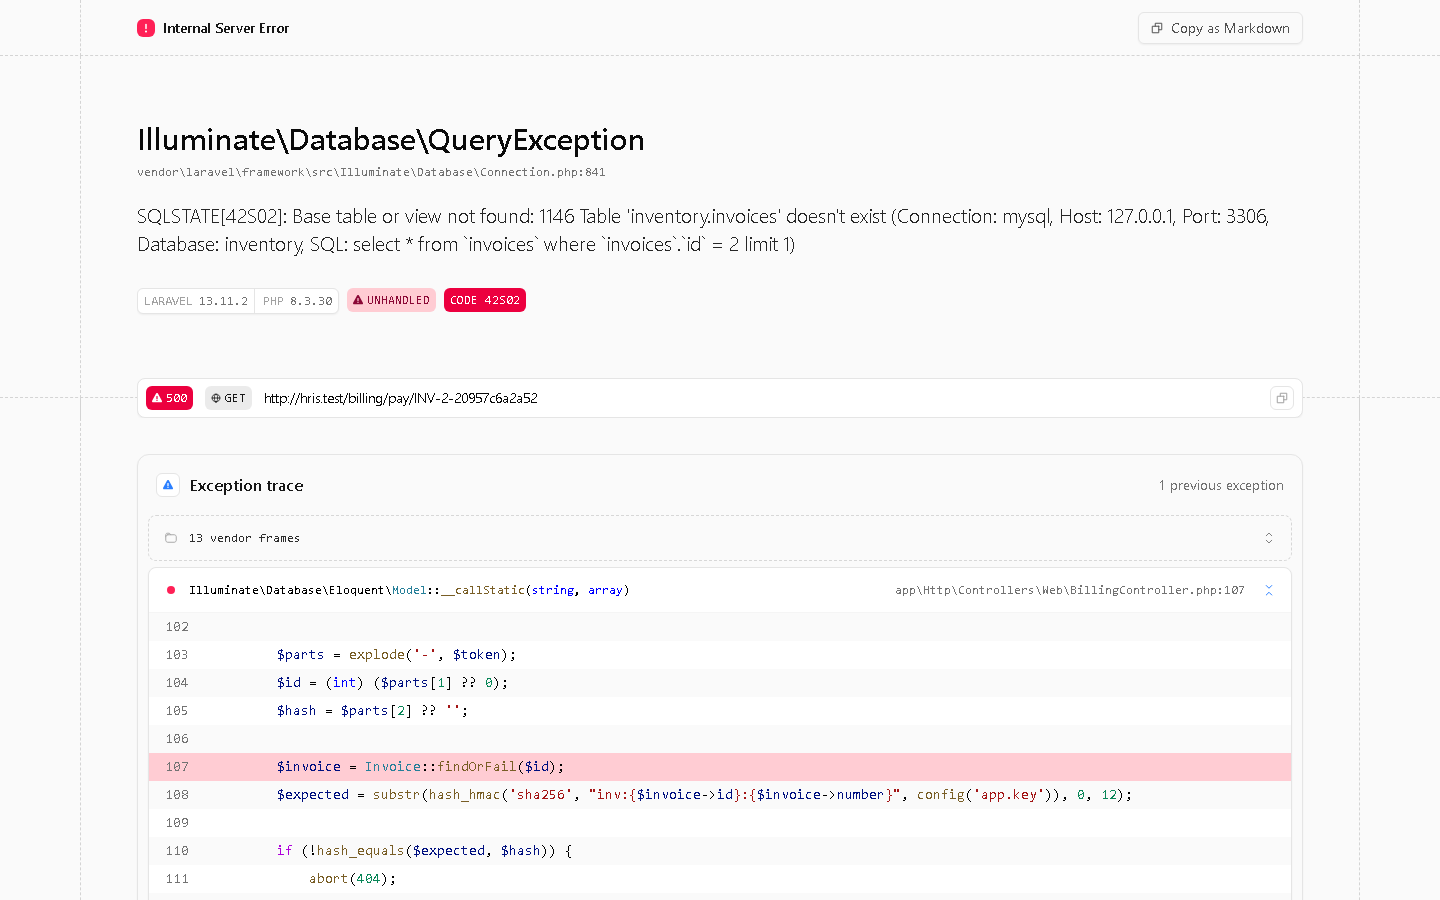 ! Internal Server Error
Copy as Markdown
Illuminate\Database\QueryException
vendor\laravel\framework\src\Illuminate\Database\Connection.php:841
SQLSTATE[42S02]: Base table or view not found: 1146 Table 'inventory.invoices' doesn't exist (Connection: mysql, Host: 127.0.0.1, Port: 3306,
Database: inventory, SQL: select * from `invoices` where `invoices`.`id` = 2 limit 1)
LARAVEL 13.11.2 PHP 8.3.30 UNHANDLED CODE 42S02
500 GET http://hris.test/billing/pay/INV-2-20957c6a2a52
Exception trace
1 previous exception
13 vendor frames
Illuminate\Database\Eloquent\Model::__callStatic(string, array)
app\Http\Controllers\Web\BillingController.php:107
102
103 $parts = explode('-', $token);
104 $id = (int) ($parts[1] ?? 0);
105 $hash = $parts[2] ?? '';
106
107 $invoice = Invoice::findOrFail($id);
108 $expected = substr(hash_hmac('sha256', "inv:{$invoice->id}:{$invoice->number}", config('app.key')), 0, 12);
109
110 if (!hash_equals($expected, $hash)) {
111 abort(404);